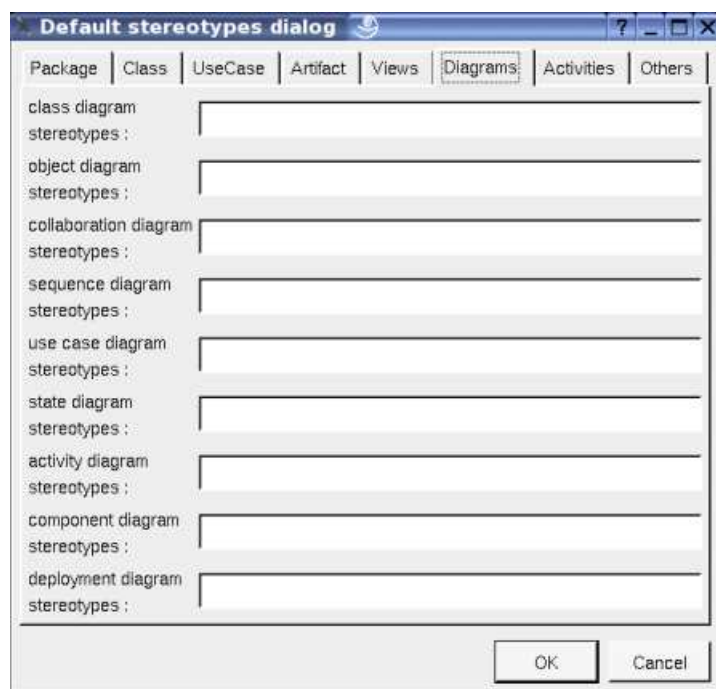 Default stereotypes dialog
Package Class UseCase Artifact Views Diagrams Activities Others
class diagram
stereotypes :
object diagram
stereotypes :
collaboration diagram
stereotypes :
sequence diagram
stereotypes :
use case diagram
stereotypes :
state diagram
stereotypes :
activity diagram
stereotypes :
component diagram
stereotypes :
deployment diagram
stereotypes :
OK Cancel